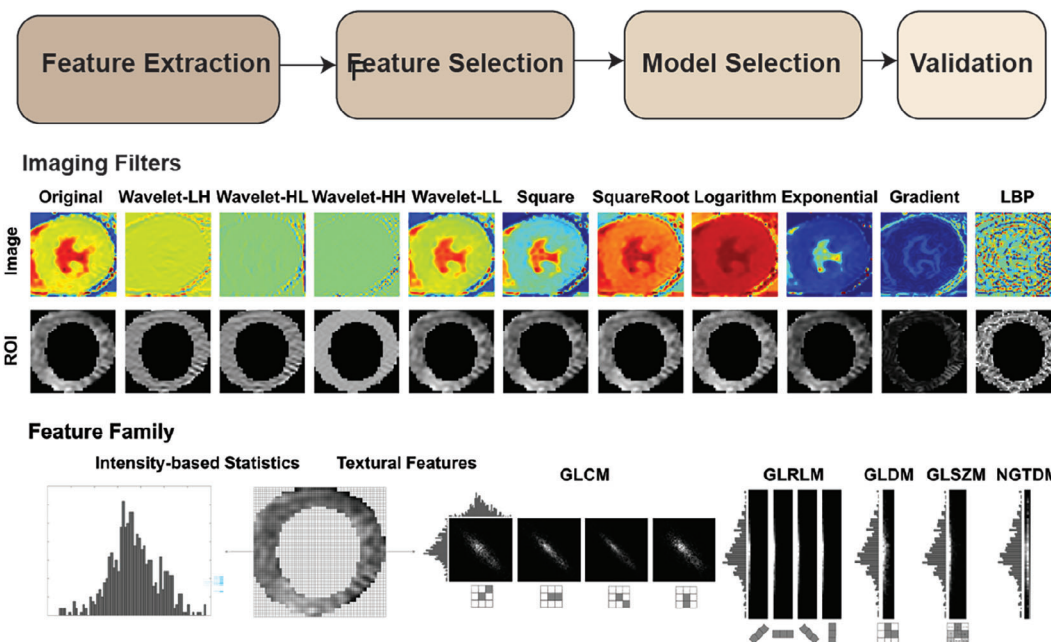 Feature Extraction
Feature Selection
Model Selection
Validation
Imaging Filters
Original Wavelet-LH Wavelet-HL Wavelet-HH Wavelet-LL Square SquareRoot Logarithm Exponential Gradient LBP
Image
ROI
Feature Family
Intensity-based Statistics Textural Features GLCM GLRLM GLDM GLSZM NGTDM